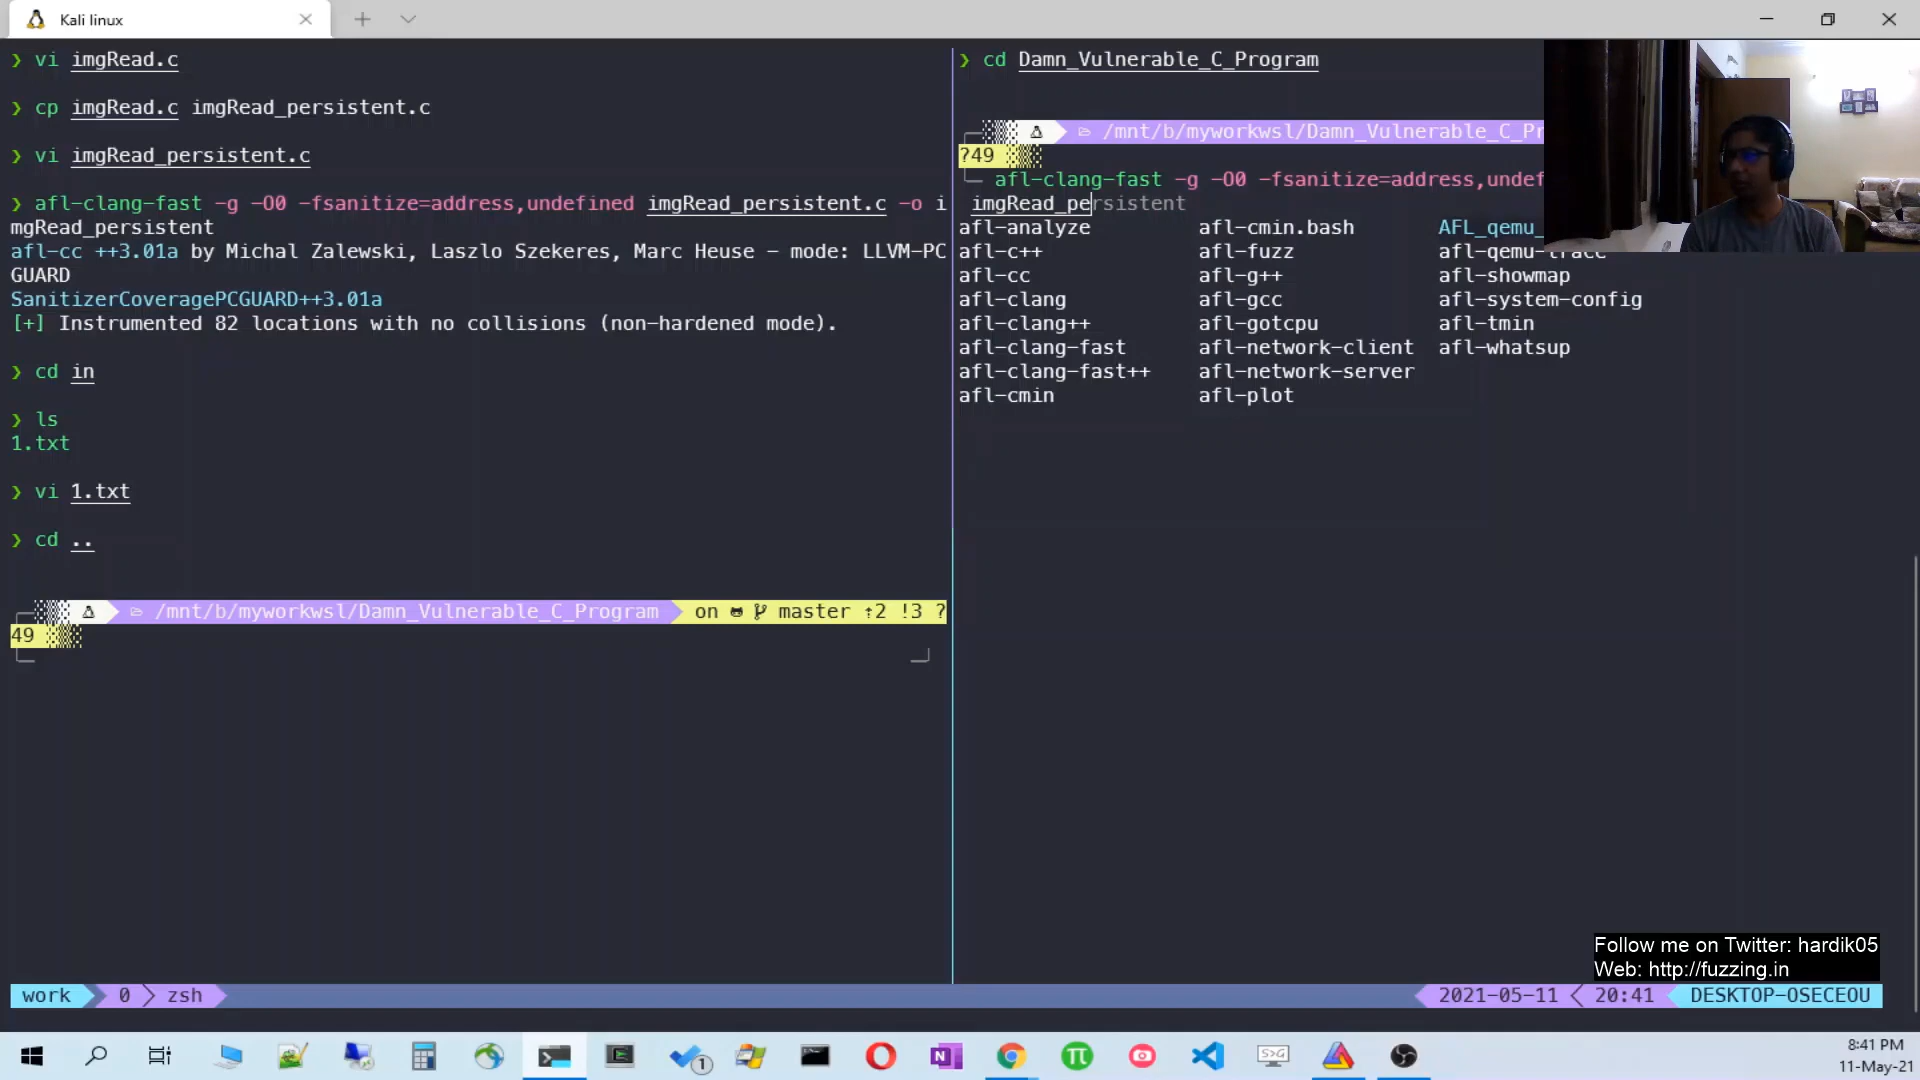 Kali linux
❯ vi imgRead.c
❯ cp imgRead.c imgRead_persistent.c
❯ vi imgRead_persistent.c
❯ afl-clang-fast -g -O0 -fsanitize=address,undefined imgRead_persistent.c -o i
mgRead_persistent
afl-cc ++3.01a by Michal Zalewski, Laszlo Szekeres, Marc Heuse - mode: LLVM-PC
GUARD
SanitizerCoveragePCGUARD++3.01a
[+] Instrumented 82 locations with no collisions (non-hardened mode).
❯ cd in
❯ ls
1.txt
❯ vi 1.txt
❯ cd ..
/mnt/b/myworkwsl/Damn_Vulnerable_C_Program on master ⇡2 !3 ?
49
❯ cd Damn_Vulnerable_C_Program
/mnt/b/myworkwsl/Damn_Vulnerable_C_Pr
?49
afl-clang-fast -g -O0 -fsanitize=address,undef
imgRead_persistent
afl-analyze afl-cmin.bash AFL_qemu_
afl-c++ afl-fuzz afl-qemu-trace
afl-cc afl-g++ afl-showmap
afl-clang afl-gcc afl-system-config
afl-clang++ afl-gotcpu afl-tmin
afl-clang-fast afl-network-client afl-whatsup
afl-clang-fast++ afl-network-server
afl-cmin afl-plot
Follow me on Twitter: hardik05
Web: http://fuzzing.in
work 0 zsh 2021-05-11 20:41 DESKTOP-OSECEOU
8:41 PM
11-May-21